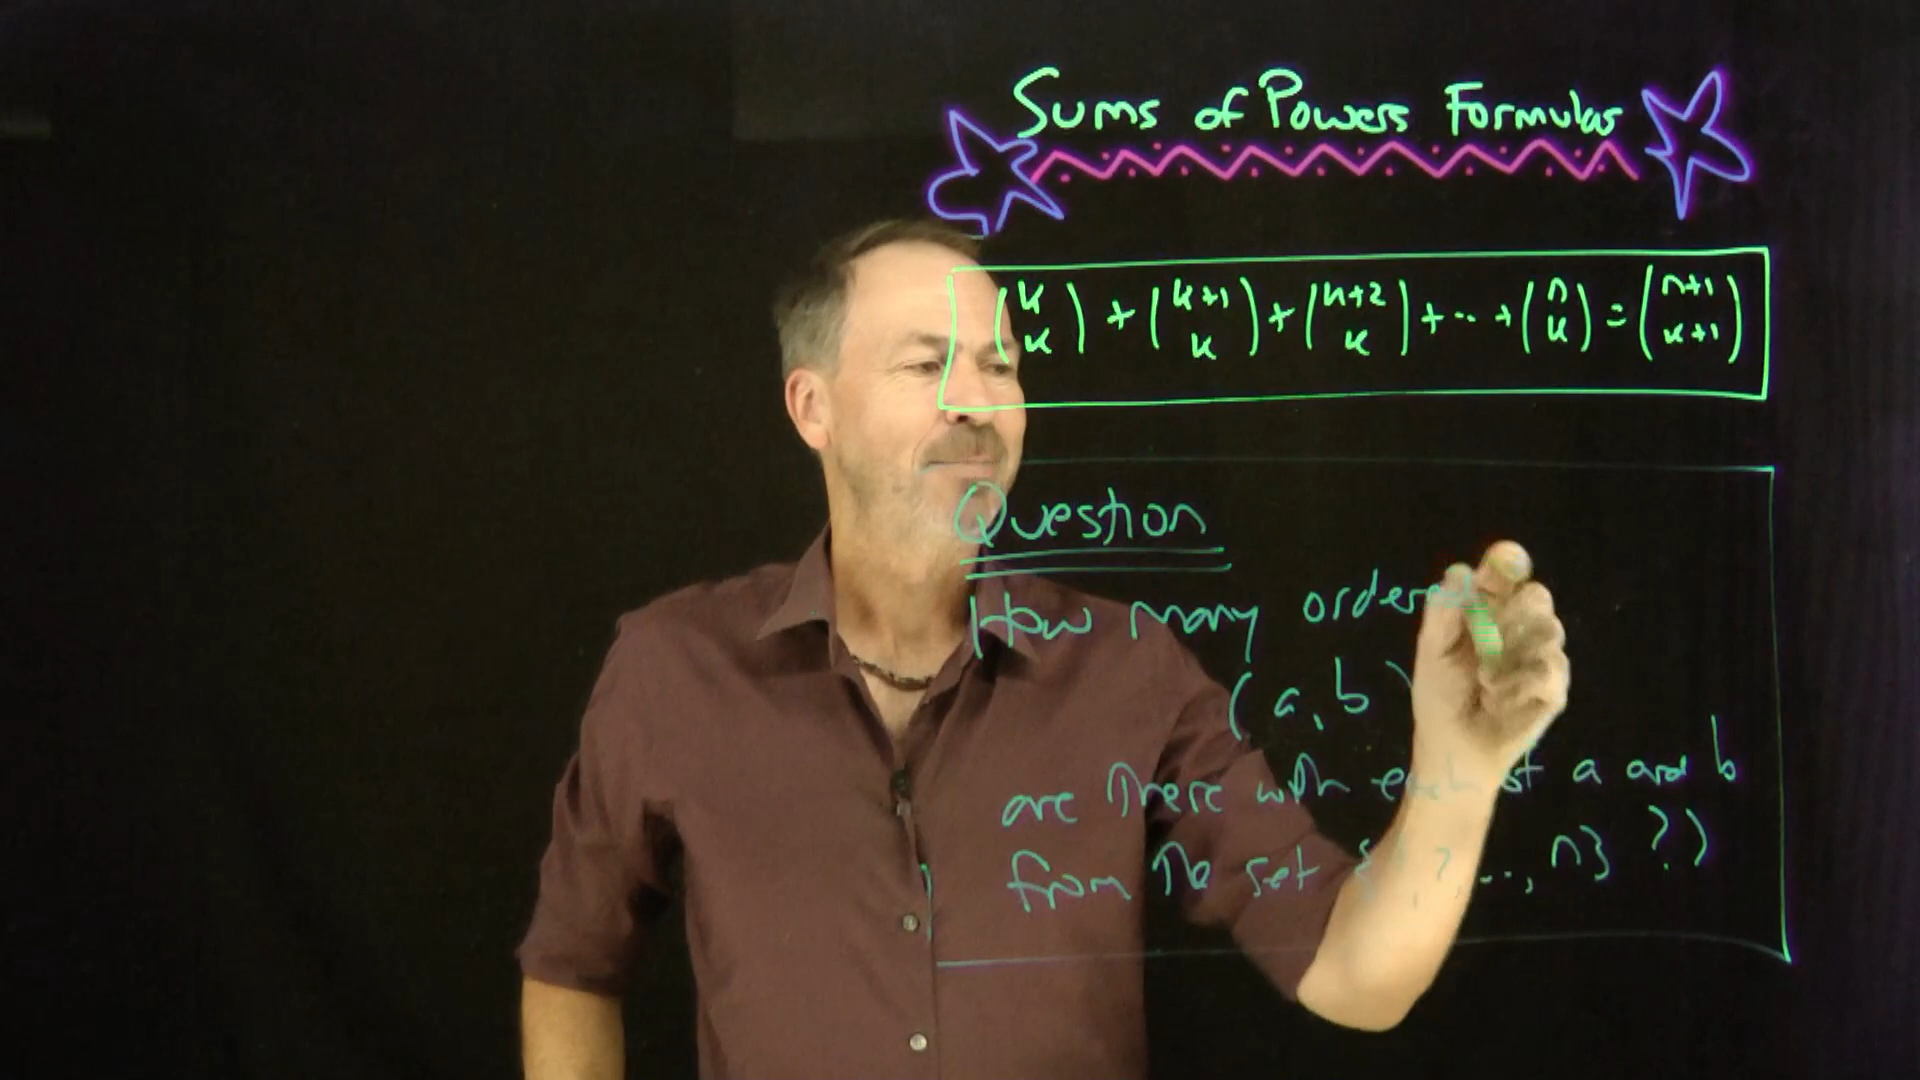 Sums of Powers Formulas
(k k) + (k+1 k) + (n+2 k) + ... + (n k) = (n+1 k+1)
Question
How many ordered
(a, b)
are there with each of a and b
from the set {1, 2, ..., n} ?)